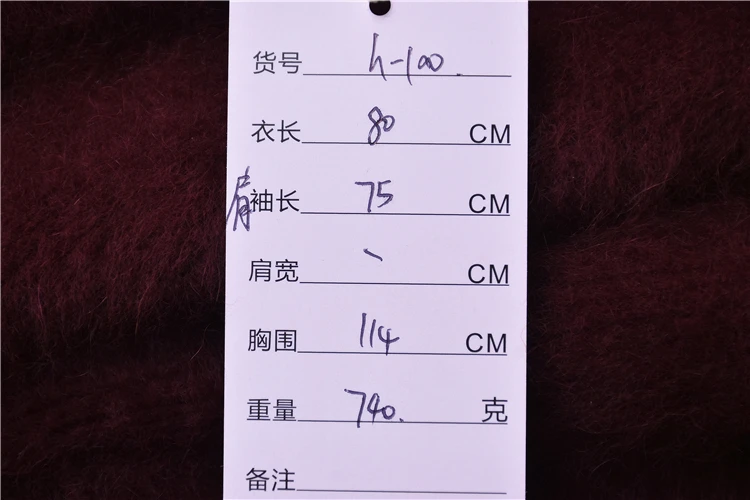 货号 h-100.
衣长 80 CM
肩袖长 75 CM
肩宽 - CM
胸围 114 CM
重量 740. 克
备注